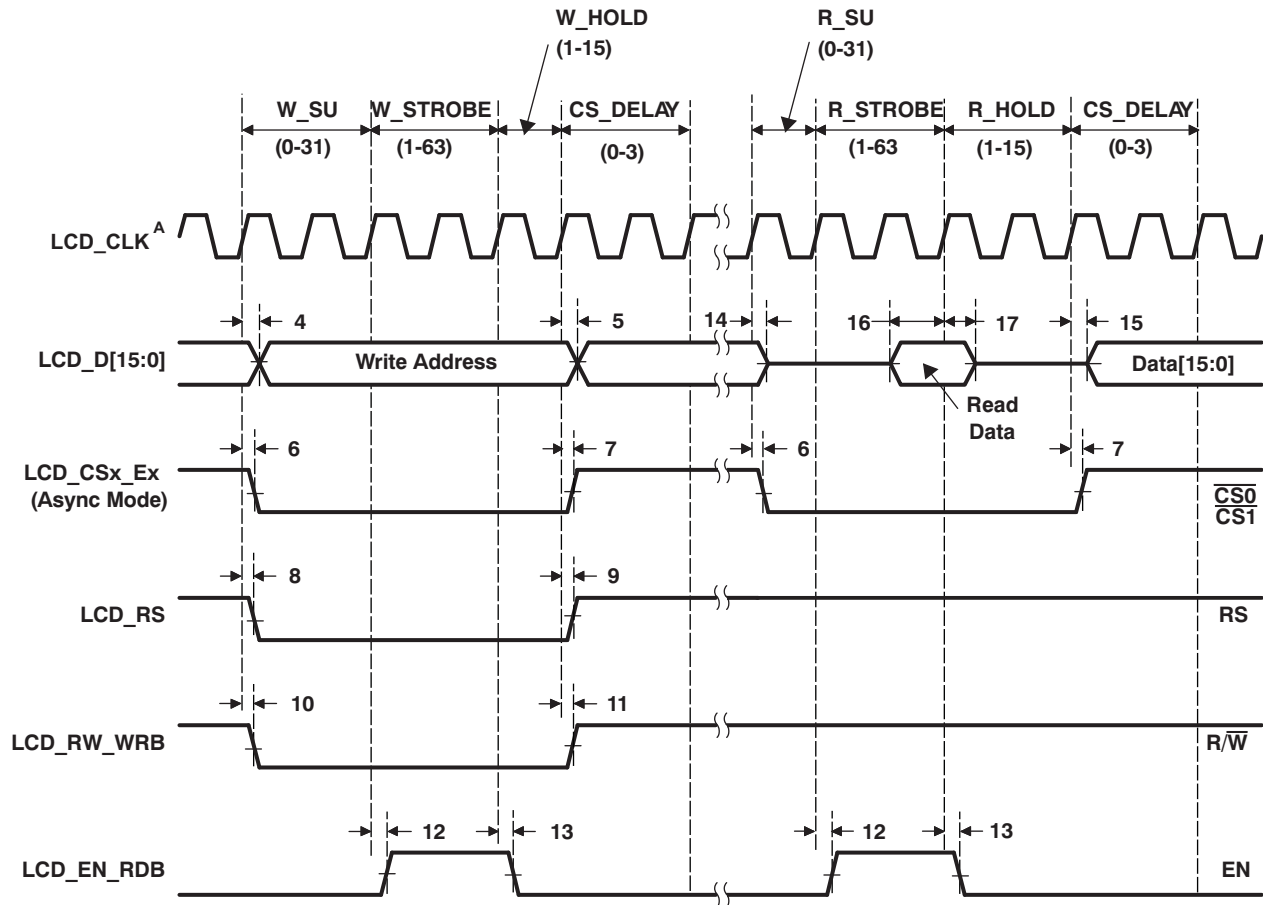 W_HOLD
(1-15)
R_SU
(0-31)
W_SU W_STROBE CS_DELAY R_STROBE R_HOLD CS_DELAY
(0-31) (1-63) (0-3) (1-63 (1-15) (0-3)
LCD_CLK A
4 5 14 16 17 15
LCD_D[15:0] Write Address Data[15:0]
Read
Data
6 7 6 7
LCD_CSx_Ex
(Async Mode)
CS0
CS1
8 9
LCD_RS RS
10 11
LCD_RW_WRB R/W
12 13 12 13
LCD_EN_RDB EN